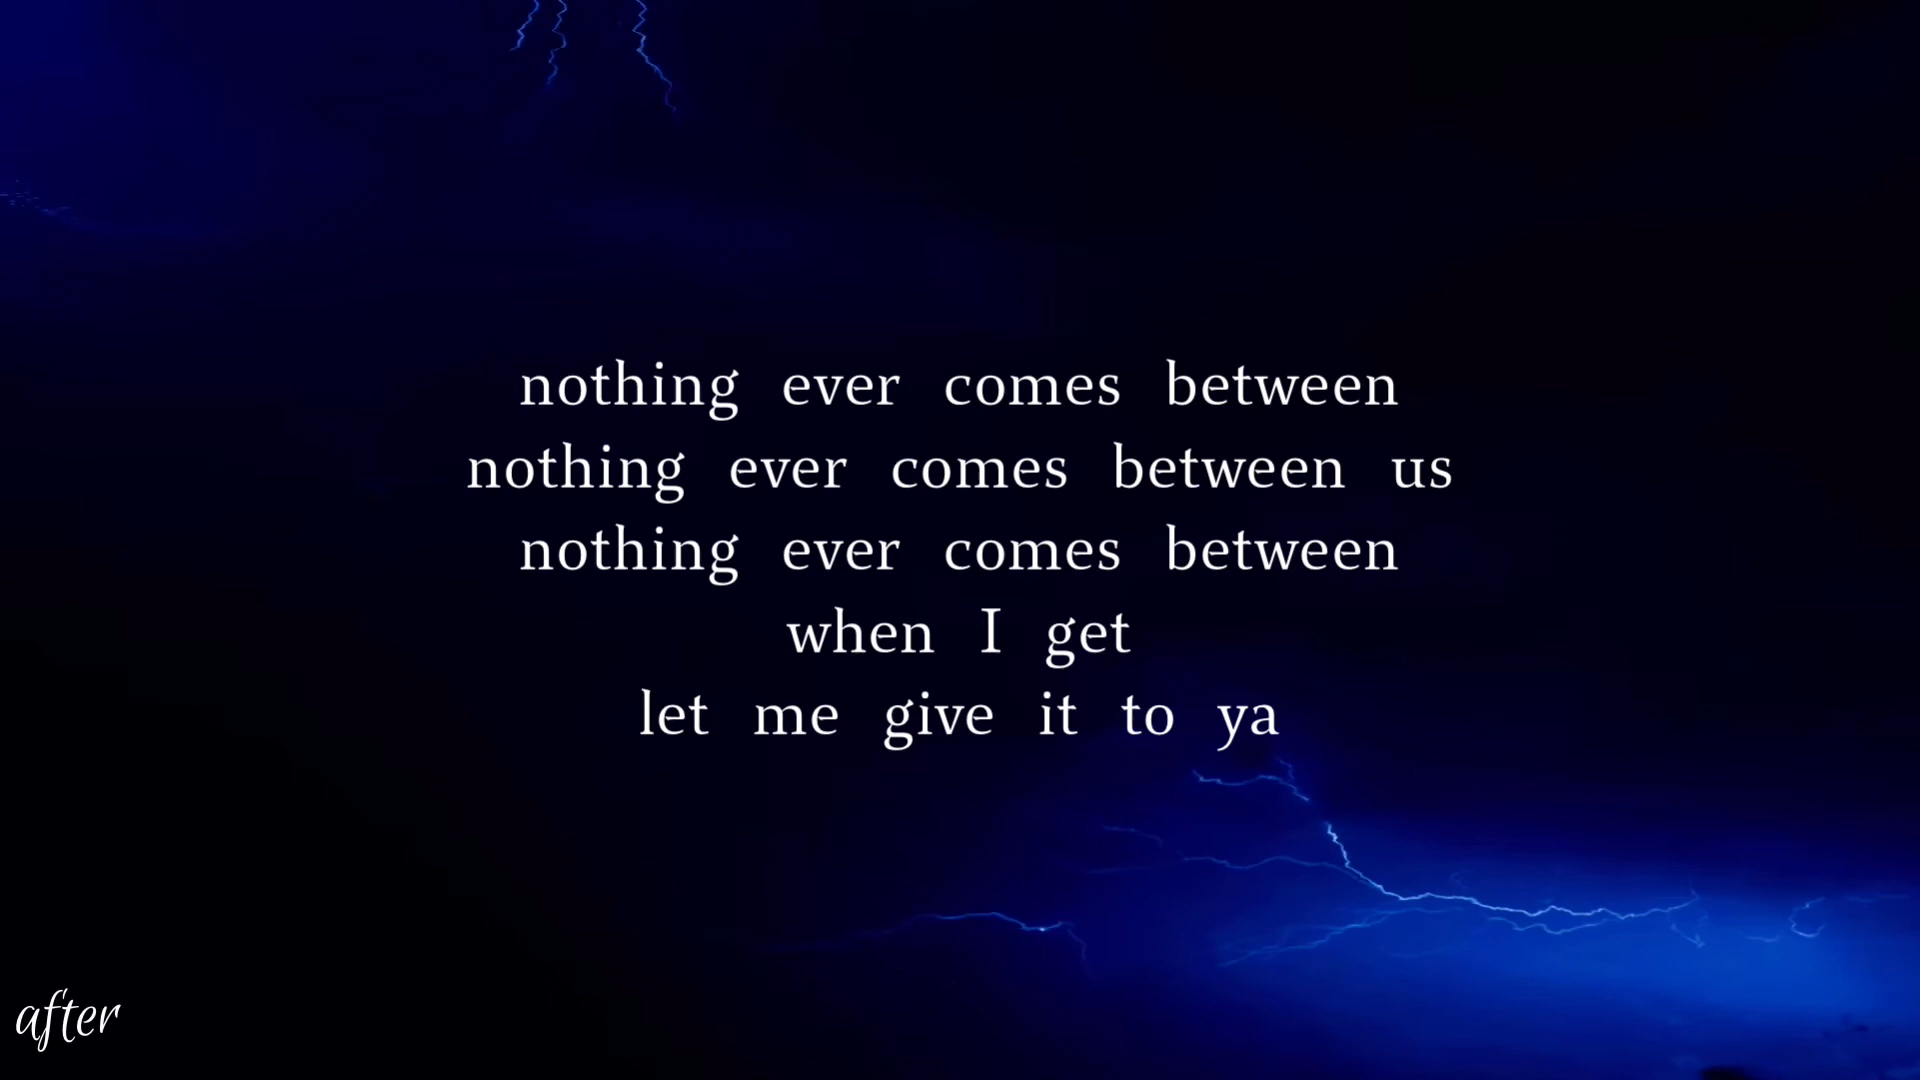 nothing ever comes between
nothing ever comes between us
nothing ever comes between
when I get
let me give it to ya
after